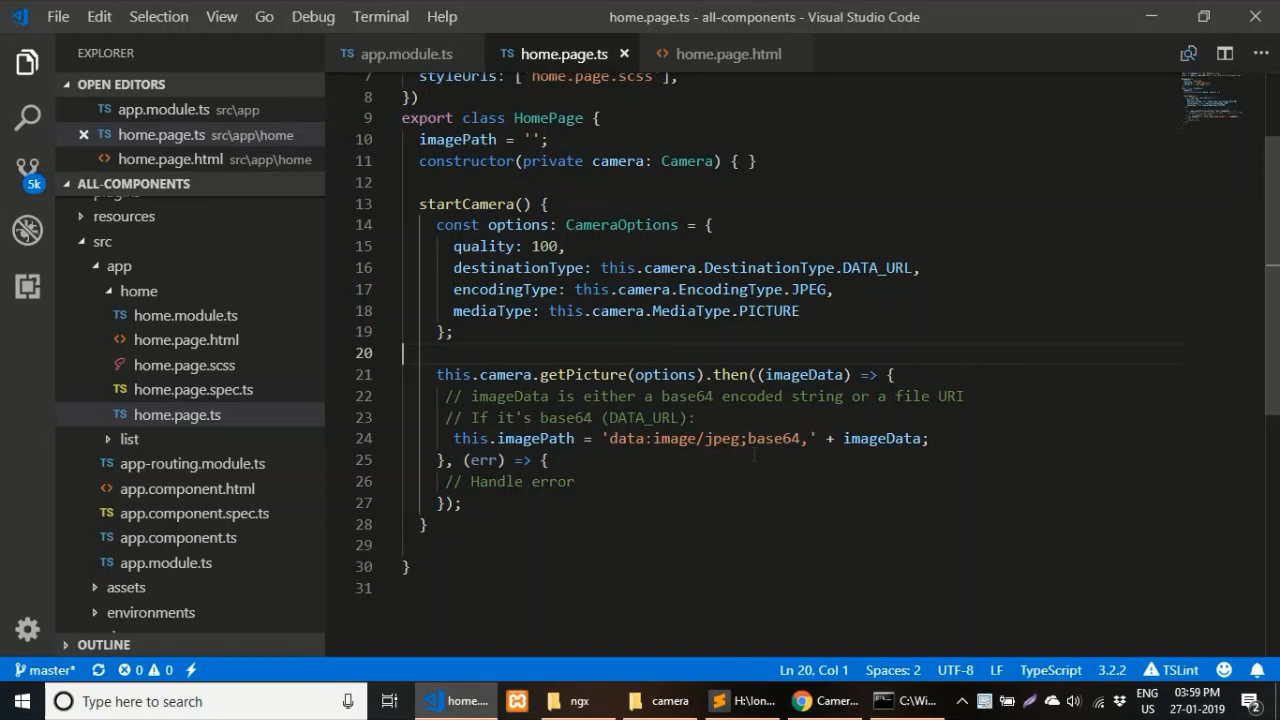 File Edit Selection View Go Debug Terminal Help home.page.ts - all-components - Visual Studio Code
EXPLORER
OPEN EDITORS
app.module.ts src\app
home.page.ts src\app\home
home.page.html src\app\home
ALL-COMPONENTS
resources
src
app
home
home.module.ts
home.page.html
home.page.scss
home.page.spec.ts
home.page.ts
list
app-routing.module.ts
app.component.html
app.component.spec.ts
app.component.ts
app.module.ts
assets
environments
OUTLINE
5k
app.module.ts home.page.ts home.page.html
7 styleUrls: ['home.page.scss'],
8 })
9 export class HomePage {
10 imagePath = '';
11 constructor(private camera: Camera) { }
12
13 startCamera() {
14 const options: CameraOptions = {
15 quality: 100,
16 destinationType: this.camera.DestinationType.DATA_URL,
17 encodingType: this.camera.EncodingType.JPEG,
18 mediaType: this.camera.MediaType.PICTURE
19 };
20
21 this.camera.getPicture(options).then((imageData) => {
22 // imageData is either a base64 encoded string or a file URI
23 // If it's base64 (DATA_URL):
24 this.imagePath = 'data:image/jpeg;base64,' + imageData;
25 }, (err) => {
26 // Handle error
27 });
28 }
29
30 }
31
master* 0 0 Ln 20, Col 1 Spaces: 2 UTF-8 LF TypeScript 3.2.2 TSLint
Type here to search home.... ngx camera H:\Ion... Camer... C:\Wi... ENG US 03:59 PM 27-01-2019 2